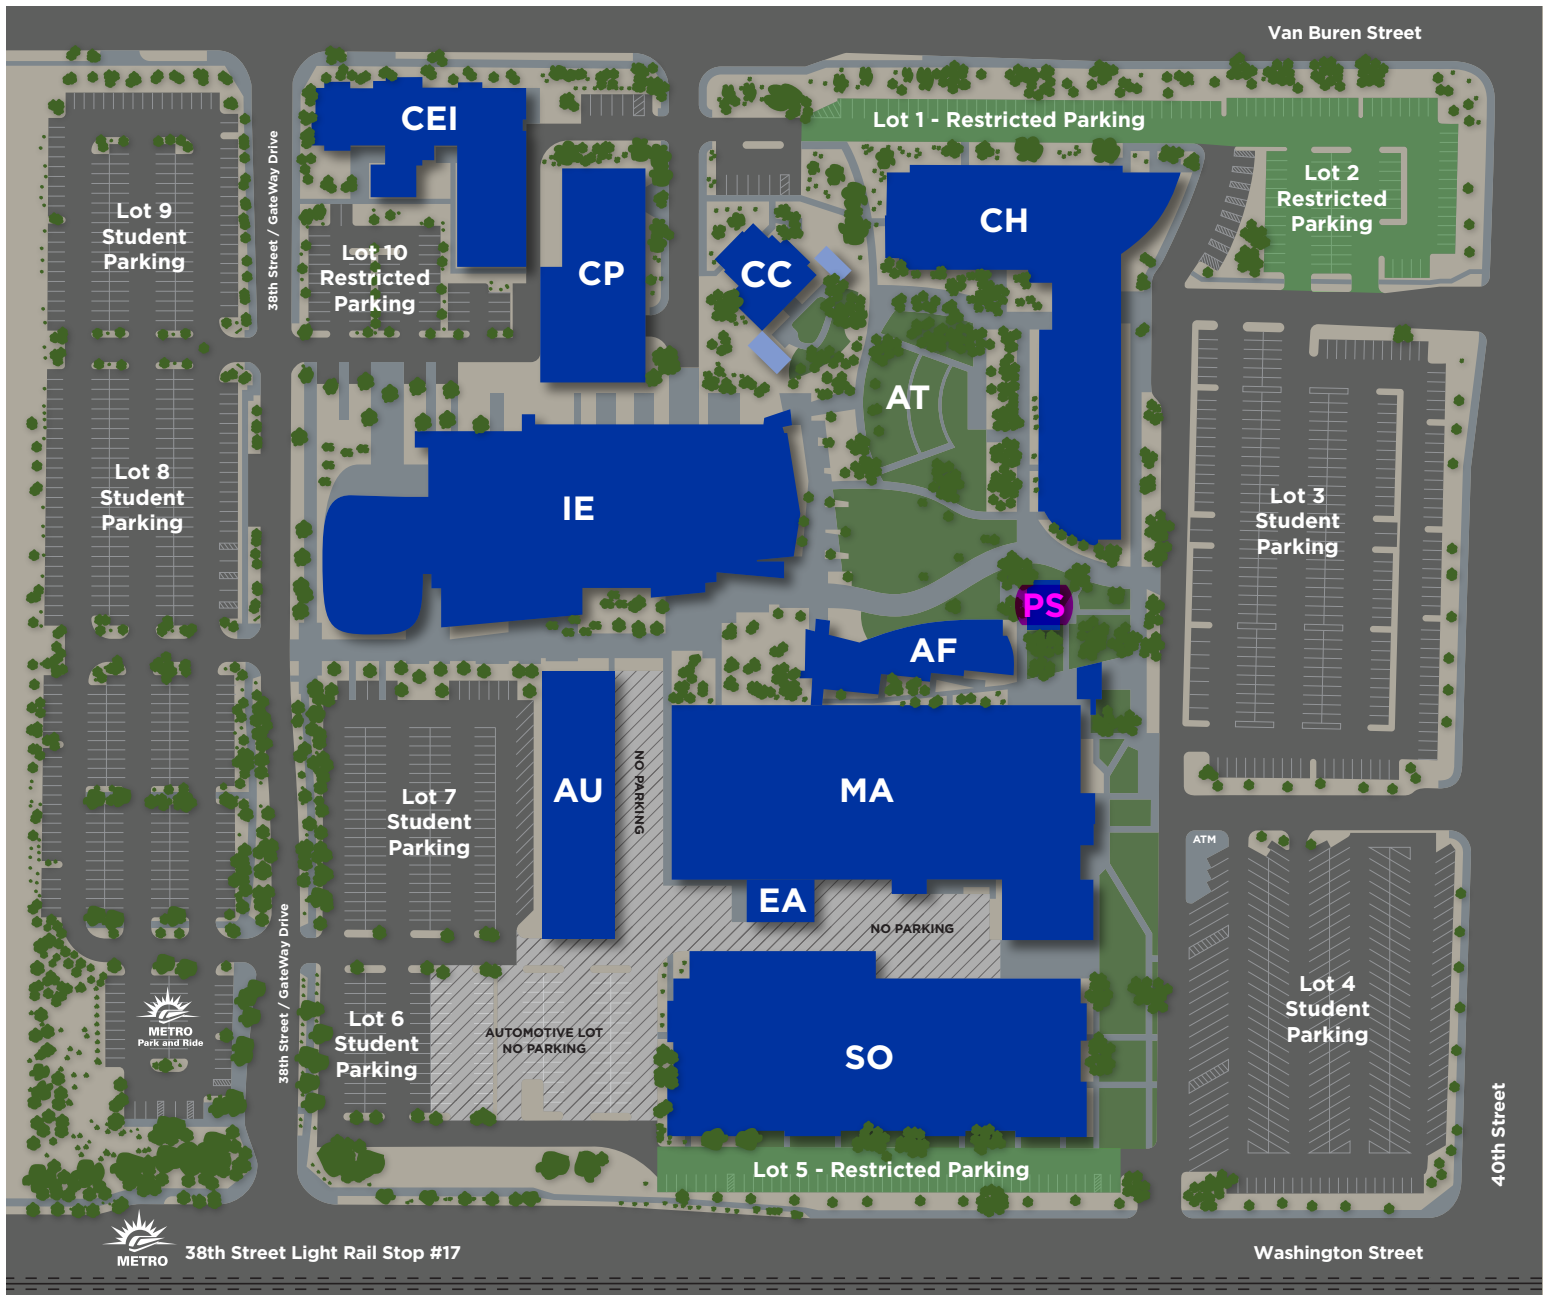 Van Buren Street
CEI
Lot 1 - Restricted Parking
38th Street / GateWay Drive
Lot 9
Student
Parking
Lot 2
Restricted
Parking
CH
Lot 10
Restricted
Parking
CP
CC
AT
Lot 8
Student
Parking
IE
Lot 3
Student
Parking
PS
AF
NO PARKING
AU
MA
Lot 7
Student
Parking
ATM
EA
NO PARKING
38th Street / GateWay Drive
METRO
Park and Ride
Lot 6
Student
Parking
AUTOMOTIVE LOT
NO PARKING
SO
Lot 4
Student
Parking
40th Street
Lot 5 - Restricted Parking
METRO
38th Street Light Rail Stop #17
Washington Street